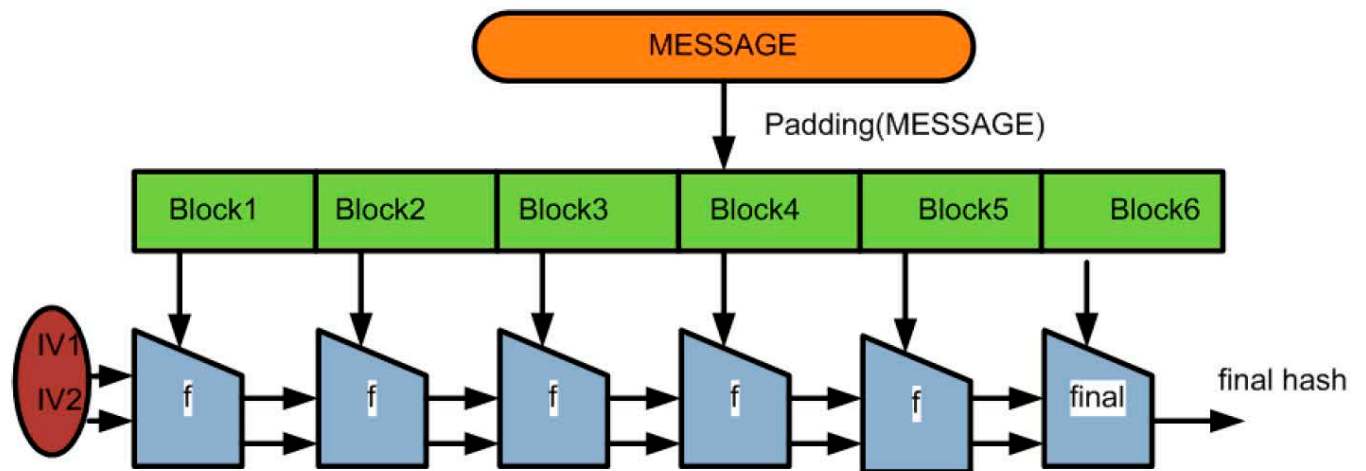 MESSAGE
Padding(MESSAGE)
Block1
Block2
Block3
Block4
Block5
Block6
IV1
IV2
f
f
f
f
f
final
final hash